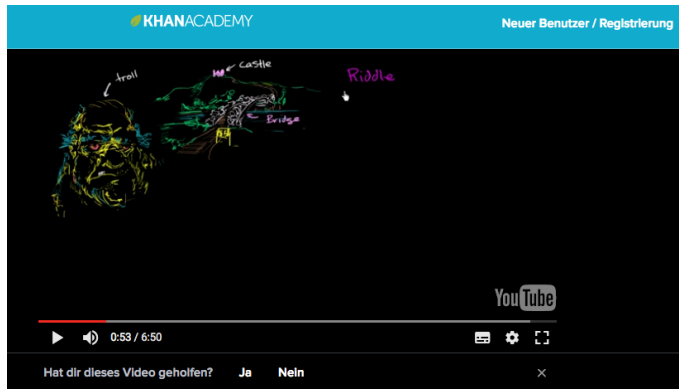 KHANACADEMY
Neuer Benutzer / Registrierung
troll
castle
Riddle
Bridge
YouTube
0:53 / 6:50
Hat dir dieses Video geholfen? Ja Nein